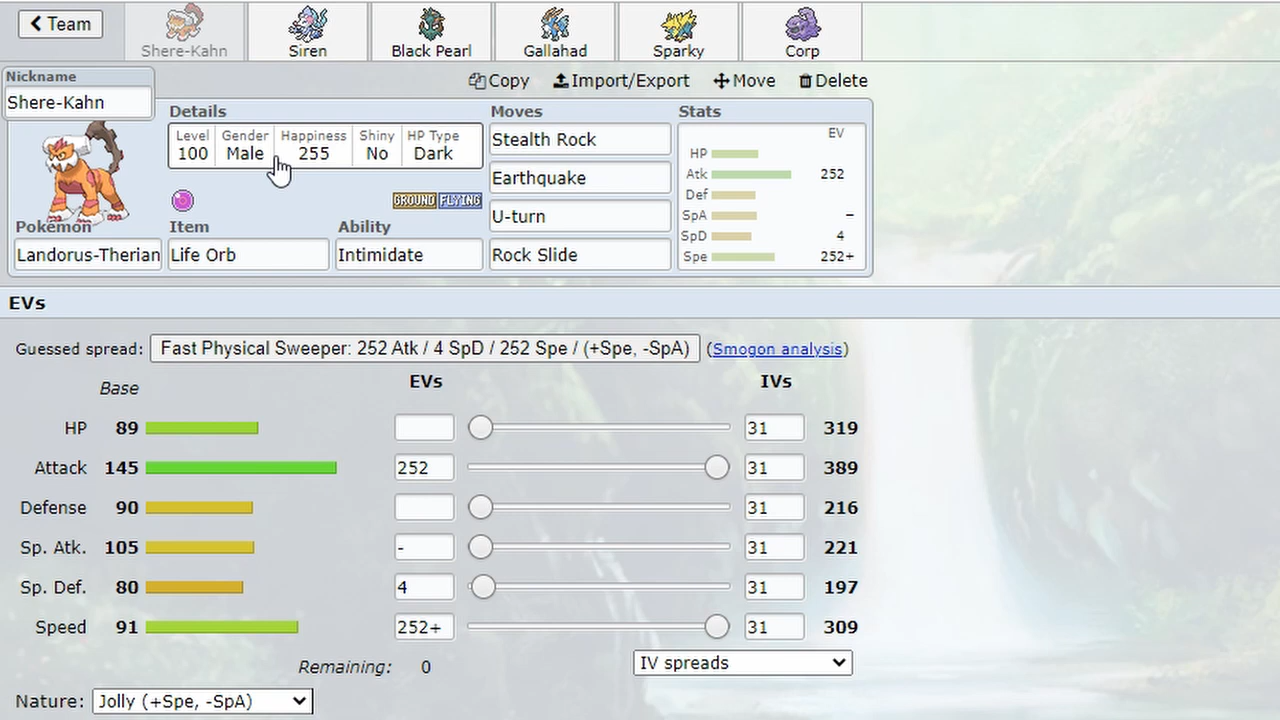 Team
Shere-Kahn
Siren
Black Pearl
Gallahad
Sparky
Corp
Nickname
Shere-Kahn
Copy
Import/Export
Move
Delete
Details
Level Gender Happiness Shiny HP Type
100 Male 255 No Dark
GROUND FLYING
Pokémon
Landorus-Therian
Item
Life Orb
Ability
Intimidate
Moves
Stealth Rock
Earthquake
U-turn
Rock Slide
Stats
EV
HP
Atk 252
Def
SpA –
SpD 4
Spe 252+
EVs
Guessed spread: Fast Physical Sweeper: 252 Atk / 4 SpD / 252 Spe / (+Spe, -SpA) (Smogon analysis)
Base EVs IVs
HP 89 31 319
Attack 145 252 31 389
Defense 90 31 216
Sp. Atk. 105 - 31 221
Sp. Def. 80 4 31 197
Speed 91 252+ 31 309
Remaining: 0
IV spreads
Nature: Jolly (+Spe, -SpA)